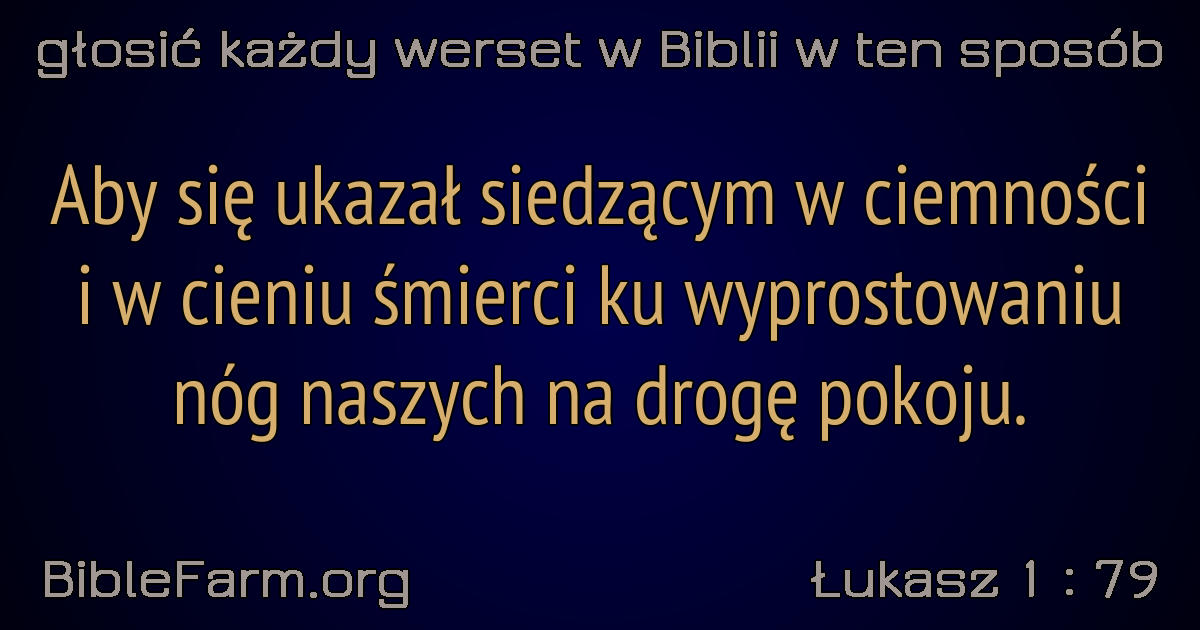 głosić każdy werset w Biblii w ten sposób
Aby się ukazał siedzącym w ciemności
i w cieniu śmierci ku wyprostowaniu
nóg naszych na drogę pokoju.
BibleFarm.org
Łukasz 1 : 79